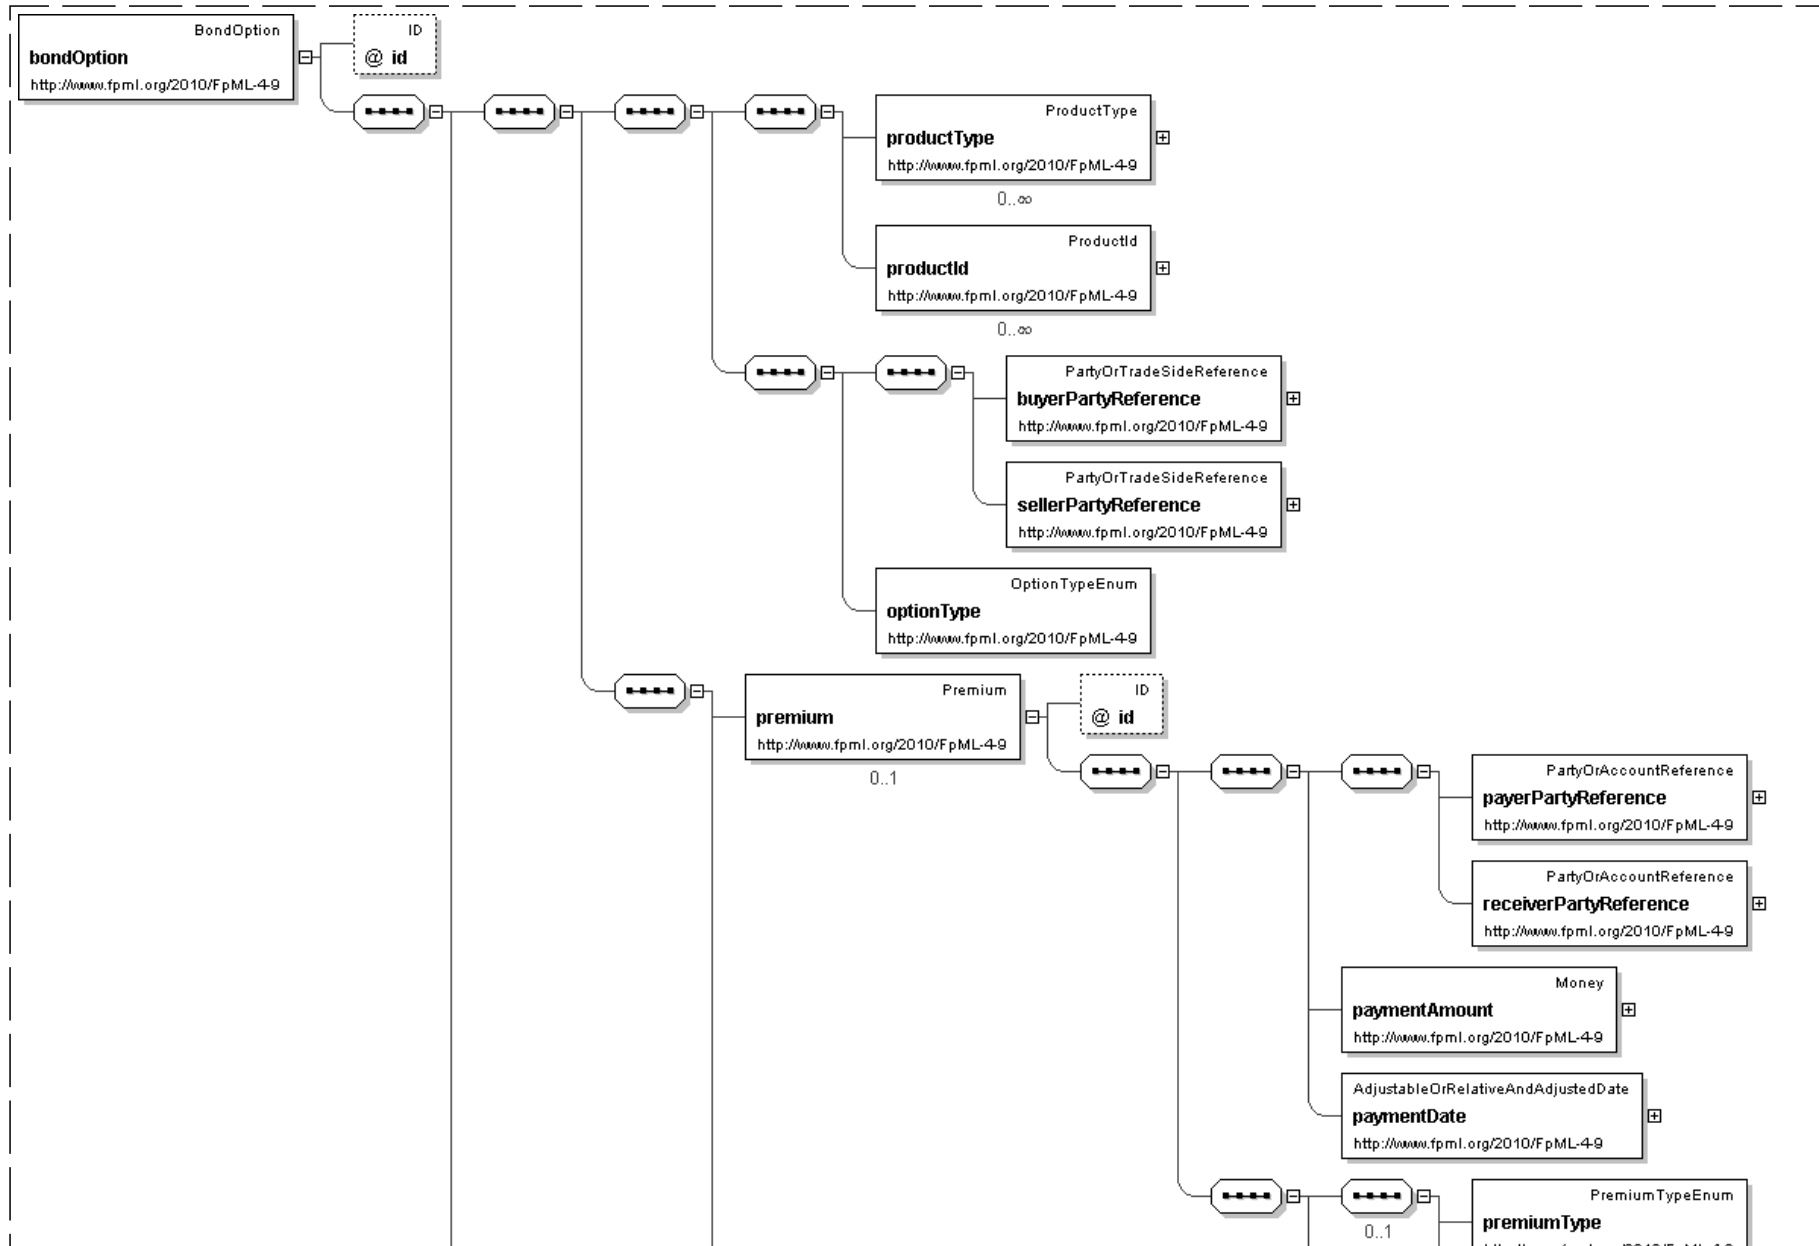 BondOption
bondOption
http://www.fpml.org/2010/FpML-4-9
ID
@ id
ProductType
productType
http://www.fpml.org/2010/FpML-4-9
0..∞
ProductId
productId
http://www.fpml.org/2010/FpML-4-9
0..∞
PartyOrTradeSideReference
buyerPartyReference
http://www.fpml.org/2010/FpML-4-9
PartyOrTradeSideReference
sellerPartyReference
http://www.fpml.org/2010/FpML-4-9
OptionTypeEnum
optionType
http://www.fpml.org/2010/FpML-4-9
Premium
premium
http://www.fpml.org/2010/FpML-4-9
0..1
ID
@ id
PartyOrAccountReference
payerPartyReference
http://www.fpml.org/2010/FpML-4-9
PartyOrAccountReference
receiverPartyReference
http://www.fpml.org/2010/FpML-4-9
Money
paymentAmount
http://www.fpml.org/2010/FpML-4-9
AdjustableOrRelativeAndAdjustedDate
paymentDate
http://www.fpml.org/2010/FpML-4-9
0..1
PremiumTypeEnum
premiumType